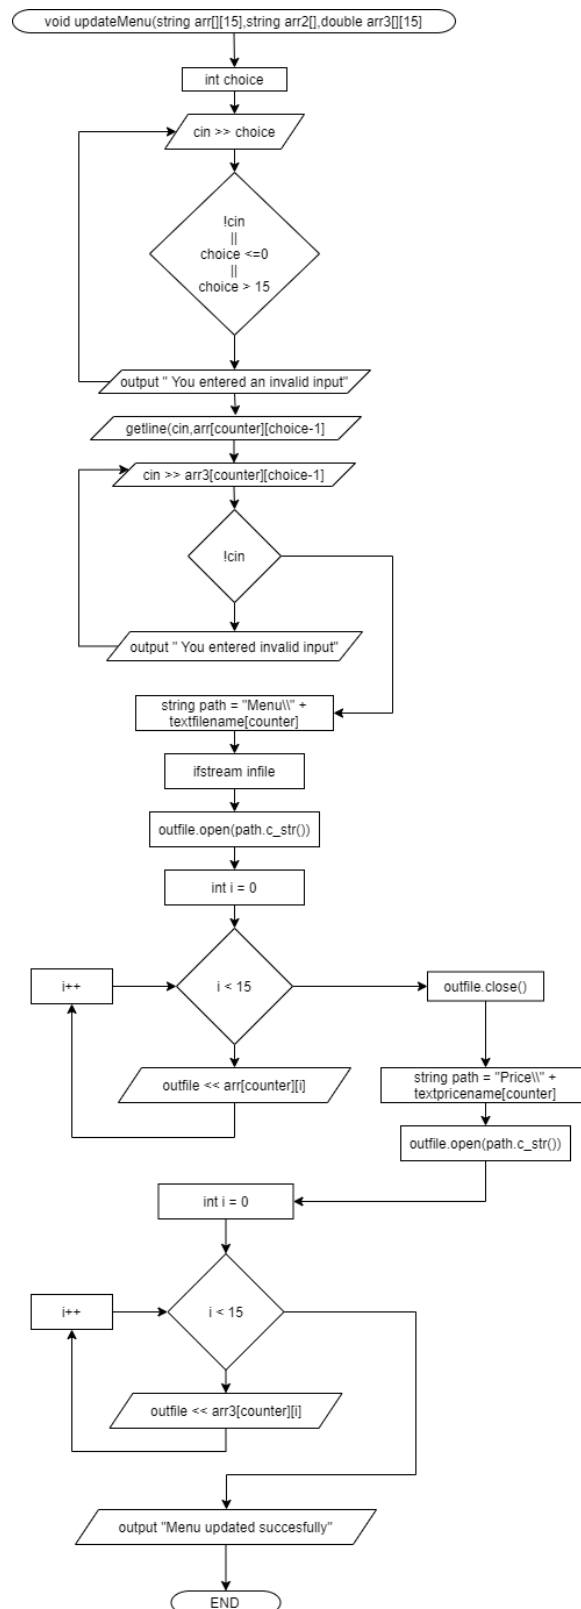 void updateMenu(string arr[][15],string arr2[],double arr3[][15]
int choice
cin >> choice
!cin
||
choice <=0
||
choice > 15
output " You entered an invalid input"
getline(cin,arr[counter][choice-1]
cin >> arr3[counter][choice-1]
!cin
output " You entered invalid input"
string path = "Menu\\" +
textfilename[counter]
ifstream infile
outfile.open(path.c_str())
int i = 0
i++
i < 15
outfile.close()
outfile << arr[counter][i]
string path = "Price\\" +
textpricename[counter]
outfile.open(path.c_str())
int i = 0
i++
i < 15
outfile << arr3[counter][i]
output "Menu updated succesfully"
END